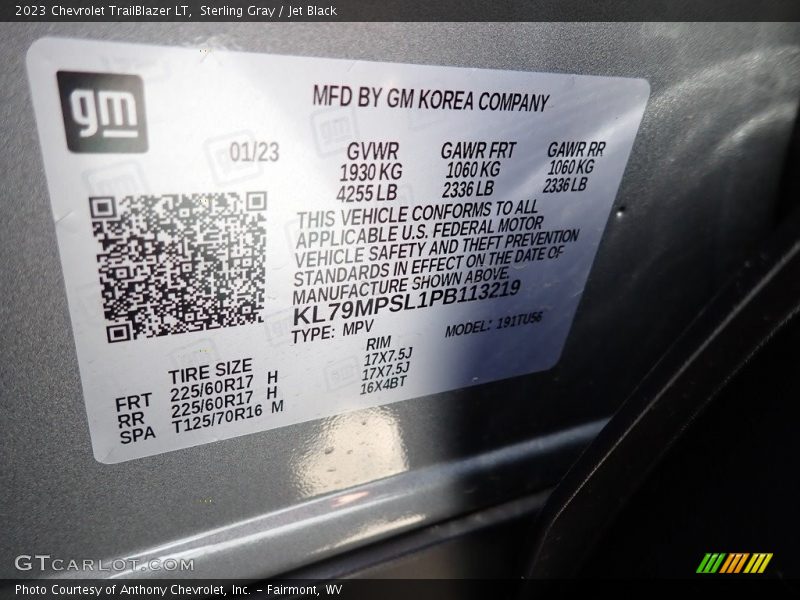 2023 Chevrolet TrailBlazer LT, Sterling Gray / Jet Black
gm
MFD BY GM KOREA COMPANY
01/23
GVWR GAWR FRT GAWR RR
1930 KG 1060 KG 1060 KG
4255 LB 2336 LB 2336 LB
THIS VEHICLE CONFORMS TO ALL
APPLICABLE U.S. FEDERAL MOTOR
VEHICLE SAFETY AND THEFT PREVENTION
STANDARDS IN EFFECT ON THE DATE OF
MANUFACTURE SHOWN ABOVE.
KL79MPSL1PB113219
TYPE: MPV MODEL: 191TU56
TIRE SIZE RIM
FRT 225/60R17 H 17X7.5J
RR 225/60R17 H 17X7.5J
SPA T125/70R16 M 16X4BT
GTCARLOT.COM
Photo Courtesy of Anthony Chevrolet, Inc. – Fairmont, WV